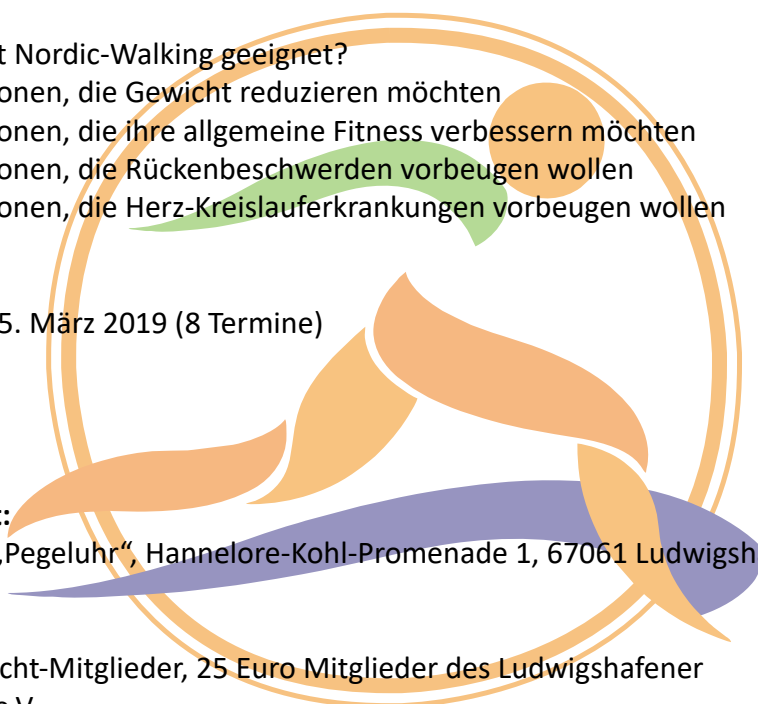 t Nordic-Walking geeignet?
onen, die Gewicht reduzieren möchten
onen, die ihre allgemeine Fitness verbessern möchten
onen, die Rückenbeschwerden vorbeugen wollen
onen, die Herz-Kreislauferkrankungen vorbeugen wollen
5. März 2019 (8 Termine)
:
„Pegeluhr“, Hannelore-Kohl-Promenade 1, 67061 Ludwigsh
cht-Mitglieder, 25 Euro Mitglieder des Ludwigshafener